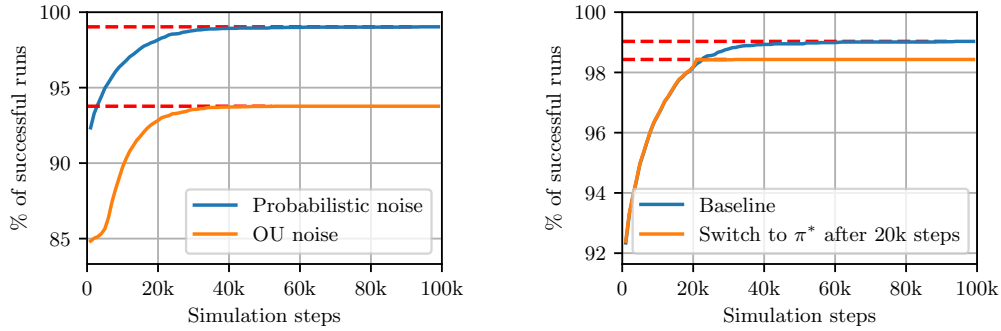 100
95
90
85
% of successful runs
Probabilistic noise
OU noise
0
20k
40k
60k
80k
100k
Simulation steps
100
98
96
94
92
% of successful runs
Baseline
Switch to π* after 20k steps
0
20k
40k
60k
80k
100k
Simulation steps